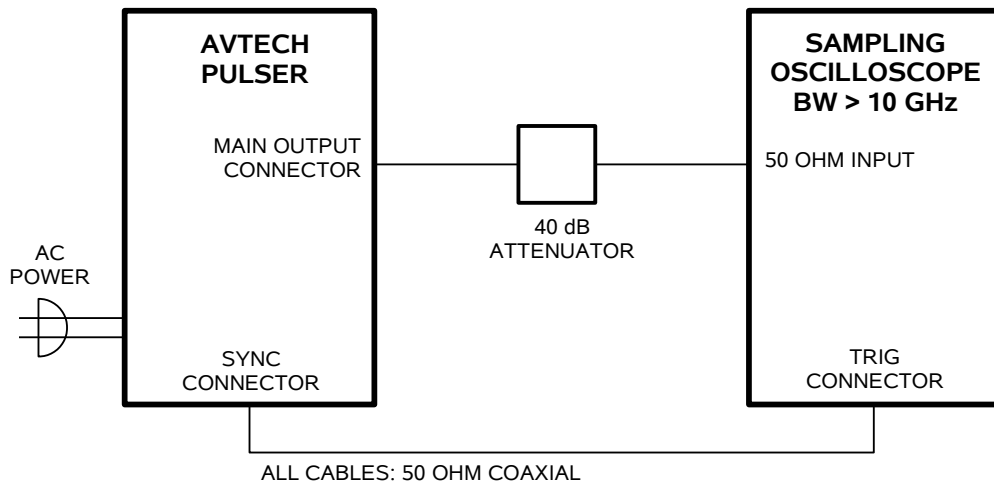 AVTECH
PULSER
MAIN OUTPUT
CONNECTOR
AC
POWER
SYNC
CONNECTOR
40 dB
ATTENUATOR
SAMPLING
OSCILLOSCOPE
BW > 10 GHz
50 OHM INPUT
TRIG
CONNECTOR
ALL CABLES: 50 OHM COAXIAL